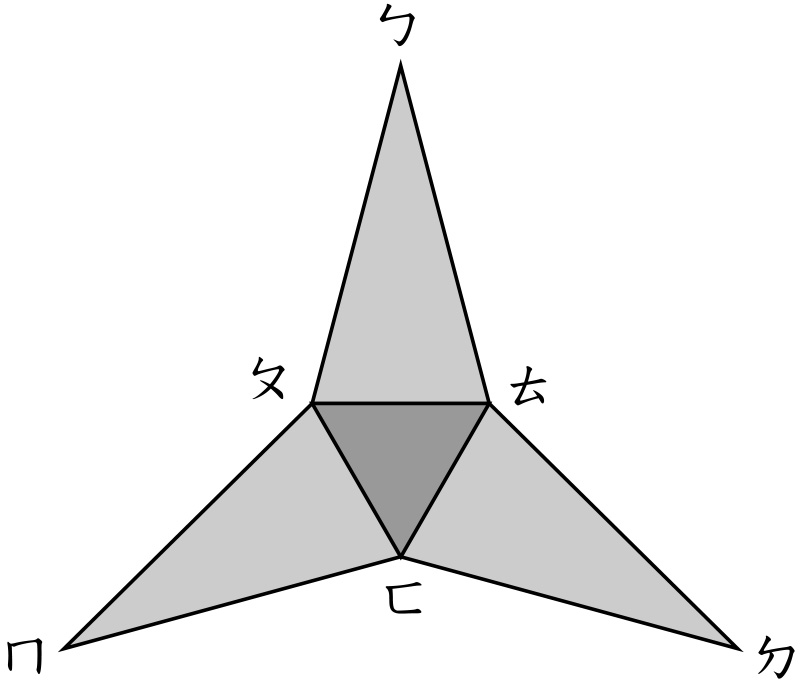 ㄅ
ㄆ ㄊ
ㄈ
ㄇ ㄉ